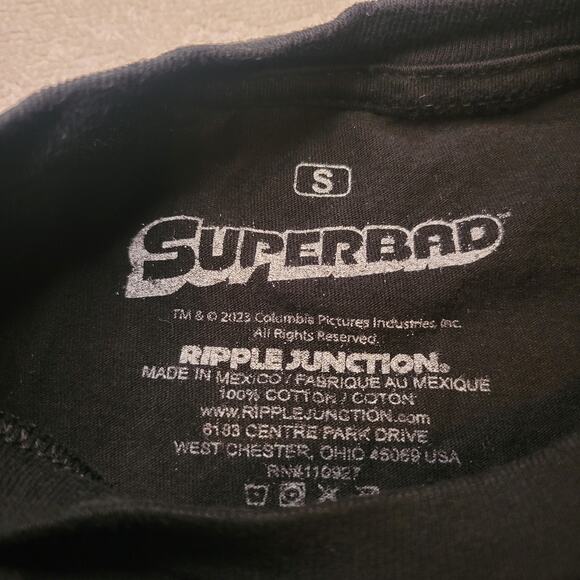 S
SUPERBAD™
TM & © 2023 Columbia Pictures Industries, Inc.
All Rights Reserved.
RIPPLE JUNCTION®
MADE IN MEXICO / FABRIQUE AU MEXIQUE
100% COTTON / COTON
www.RIPPLEJUNCTION.com
6183 CENTRE PARK DRIVE
WEST CHESTER, OHIO 45069 USA
RN#110927